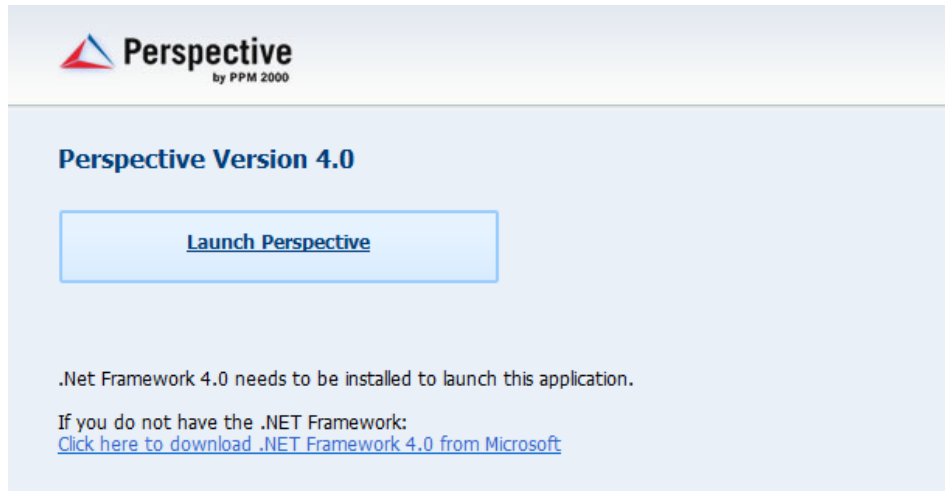 Perspective
by PPM 2000
Perspective Version 4.0
Launch Perspective
.Net Framework 4.0 needs to be installed to launch this application.
If you do not have the .NET Framework:
Click here to download .NET Framework 4.0 from Microsoft